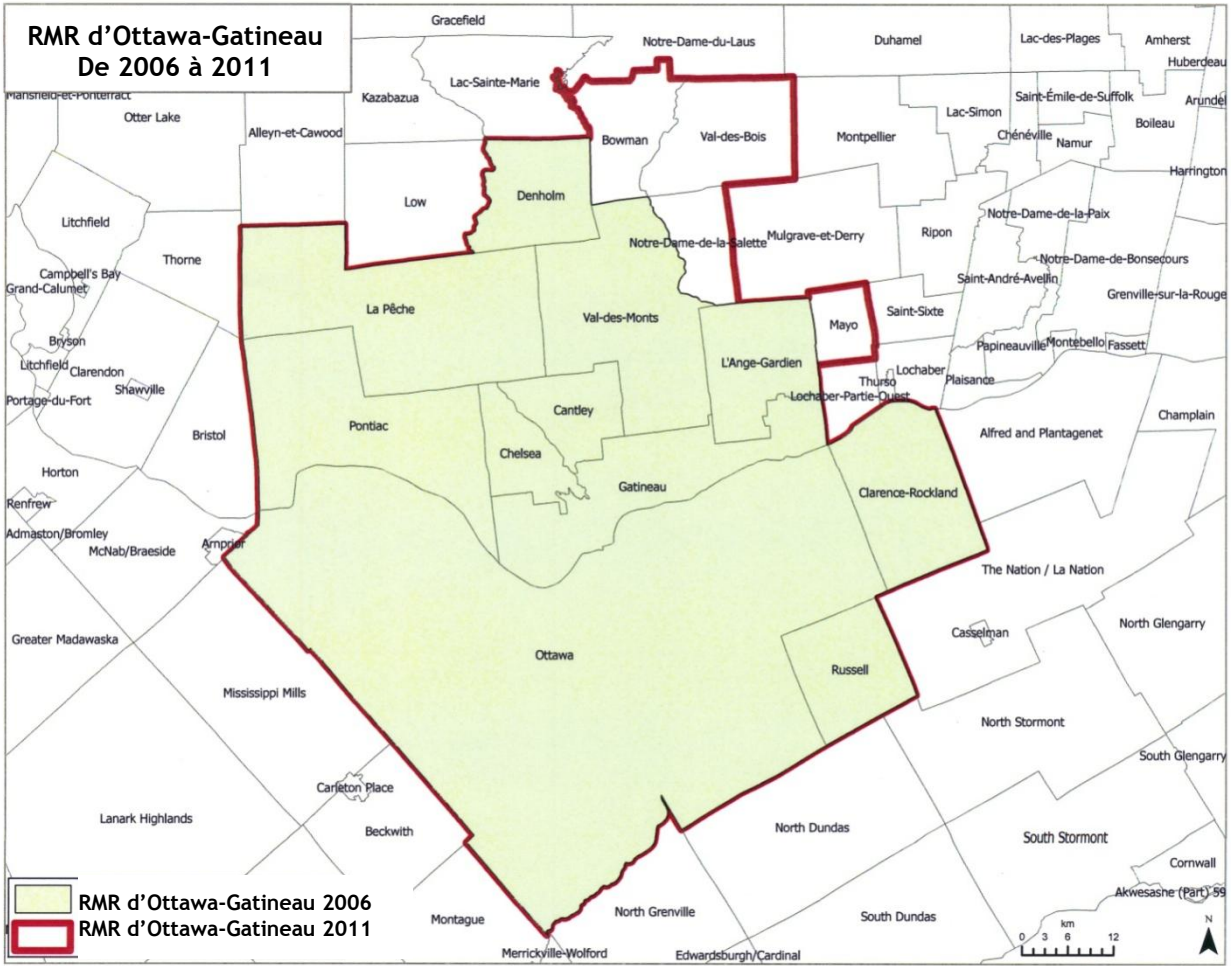 RMR d'Ottawa-Gatineau
De 2006 à 2011
Gracefield
Notre-Dame-du-Laus
Duhamel
Lac-des-Plages
Amherst
Huberdeau
Lac-Sainte-Marie
Kazabazua
Mansfield-et-Pontefract
Otter Lake
Alleyn-et-Cawood
Saint-Émile-de-Suffolk
Arundel
Lac-Simon
Boileau
Bowman
Val-des-Bois
Montpellier
Chénéville
Namur
Harrington
Low
Denholm
Litchfield
Notre-Dame-de-la-Paix
Thorne
Notre-Dame-de-la-Salette
Mulgrave-et-Derry
Ripon
Notre-Dame-de-Bonsecours
Campbell's Bay
Grand-Calumet
Saint-André-Avellin
Grenville-sur-la-Rouge
La Pêche
Val-des-Monts
Mayo
Saint-Sixte
Bryson
Papineauville
Montebello
Fassett
Litchfield
Clarendon
L'Ange-Gardien
Lochaber
Thurso
Plaisance
Shawville
Portage-du-Fort
Lochaber-Partie-Ouest
Cantley
Champlain
Pontiac
Bristol
Alfred and Plantagenet
Chelsea
Horton
Gatineau
Clarence-Rockland
Renfrew
Admaston/Bromley
McNab/Braeside
Arnprior
The Nation / La Nation
North Glengarry
Casselman
Greater Madawaska
Ottawa
Russell
Mississippi Mills
North Stormont
South Glengarry
Carleton Place
Lanark Highlands
Beckwith
North Dundas
South Stormont
Cornwall
Akwesasne (Part) 59
RMR d'Ottawa-Gatineau 2006
RMR d'Ottawa-Gatineau 2011
Montague
North Grenville
South Dundas
Merrickville-Wolford
Edwardsburgh/Cardinal
km
0 3 6 12
N